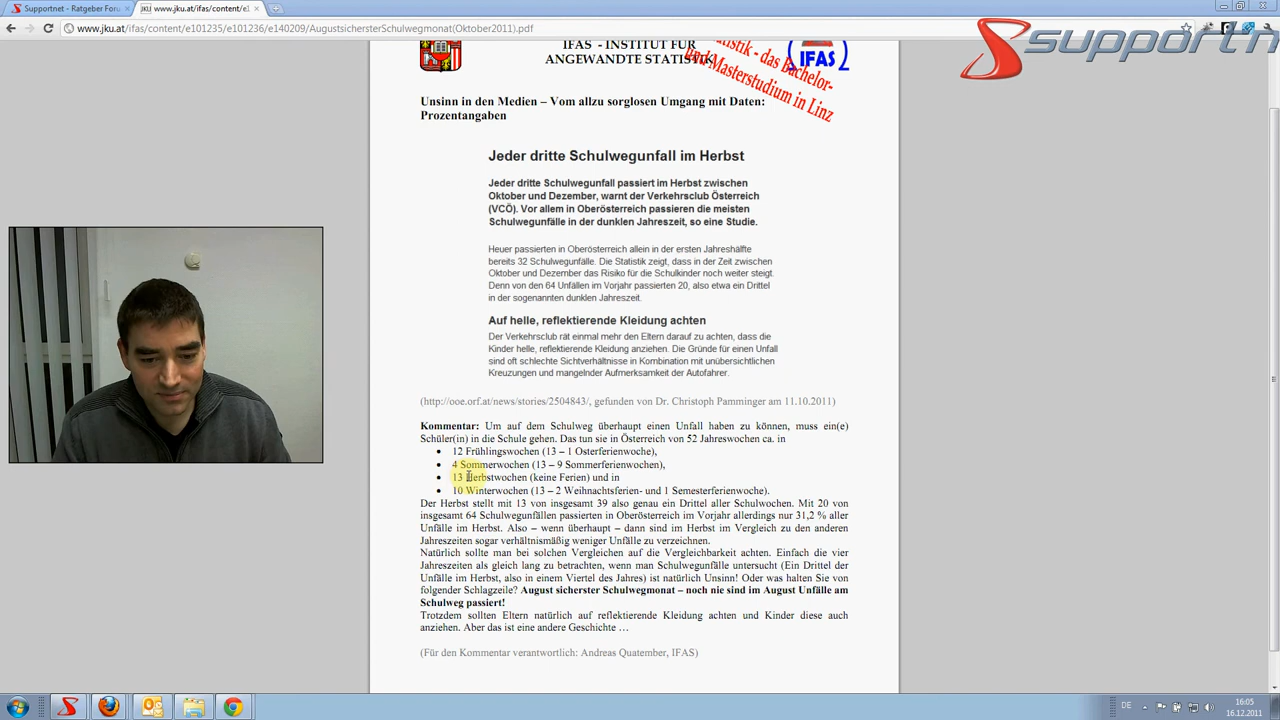 Supportnet - Ratgeber Foru
www.jku.at/ifas/content/e1
www.jku.at/ifas/content/e101235/e101236/e140209/AugustsichersterSchulwegmonat(Oktober2011).pdf
supportn
IFAS - INSTITUT FÜR
ANGEWANDTE STATISTIK
Statistik - das Bachelor-
und Masterstudium in Linz
IFAS
Unsinn in den Medien – Vom allzu sorglosen Umgang mit Daten:
Prozentangaben
Jeder dritte Schulwegunfall im Herbst
Jeder dritte Schulwegunfall passiert im Herbst zwischen
Oktober und Dezember, warnt der Verkehrsclub Österreich
(VCÖ). Vor allem in Oberösterreich passieren die meisten
Schulwegunfälle in der dunklen Jahreszeit, so eine Studie.
Heuer passierten in Oberösterreich allein in der ersten Jahreshälfte
bereits 32 Schulwegunfälle. Die Statistik zeigt, dass in der Zeit zwischen
Oktober und Dezember das Risiko für die Schulkinder noch weiter steigt.
Denn von den 64 Unfällen im Vorjahr passierten 20, also etwa ein Drittel
in der sogenannten dunklen Jahreszeit.
Auf helle, reflektierende Kleidung achten
Der Verkehrsclub rät einmal mehr den Eltern darauf zu achten, dass die
Kinder helle, reflektierende Kleidung anziehen. Die Gründe für einen Unfall
sind oft schlechte Sichtverhältnisse in Kombination mit unübersichtlichen
Kreuzungen und mangelnder Aufmerksamkeit der Autofahrer.
(http://ooe.orf.at/news/stories/2504843/, gefunden von Dr. Christoph Pamminger am 11.10.2011)
Kommentar: Um auf dem Schulweg überhaupt einen Unfall haben zu können, muss ein(e)
Schüler(in) in die Schule gehen. Das tun sie in Österreich von 52 Jahreswochen ca. in
• 12 Frühlingswochen (13 – 1 Osterferienwoche),
• 4 Sommerwochen (13 – 9 Sommerferienwochen),
• 13 Herbstwochen (keine Ferien) und in
• 10 Winterwochen (13 – 2 Weihnachtsferien- und 1 Semesterferienwoche).
Der Herbst stellt mit 13 von insgesamt 39 also genau ein Drittel aller Schulwochen. Mit 20 von
insgesamt 64 Schulwegunfällen passierten in Oberösterreich im Vorjahr allerdings nur 31,2 % aller
Unfälle im Herbst. Also – wenn überhaupt – dann sind im Herbst im Vergleich zu den anderen
Jahreszeiten sogar verhältnismäßig weniger Unfälle zu verzeichnen.
Natürlich sollte man bei solchen Vergleichen auf die Vergleichbarkeit achten. Einfach die vier
Jahreszeiten als gleich lang zu betrachten, wenn man Schulwegunfälle untersucht (Ein Drittel der
Unfälle im Herbst, also in einem Viertel des Jahres) ist natürlich Unsinn! Oder was halten Sie von
folgender Schlagzeile? August sicherster Schulwegmonat – noch nie sind im August Unfälle am
Schulweg passiert!
Trotzdem sollten Eltern natürlich auf reflektierende Kleidung achten und Kinder diese auch
anziehen. Aber das ist eine andere Geschichte …
(Für den Kommentar verantwortlich: Andreas Quatember, IFAS)
DE
16:05
16.12.2011